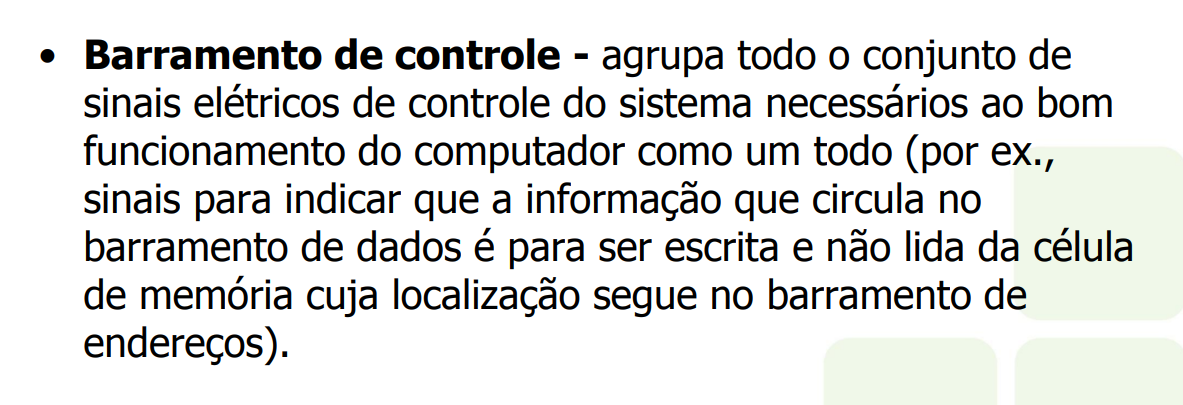 • Barramento de controle - agrupa todo o conjunto de
sinais elétricos de controle do sistema necessários ao bom
funcionamento do computador como um todo (por ex.,
sinais para indicar que a informação que circula no
barramento de dados é para ser escrita e não lida da célula
de memória cuja localização segue no barramento de
endereços).